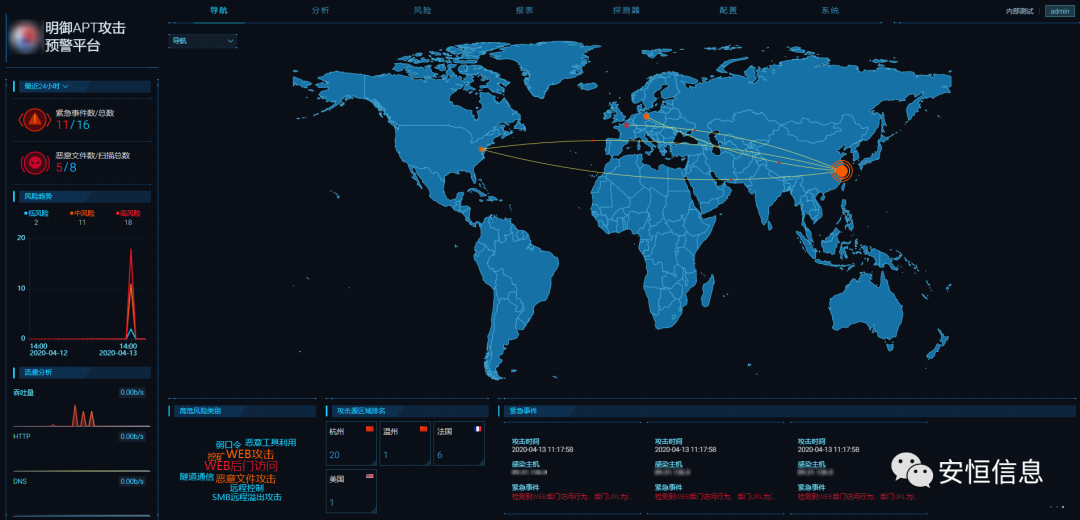 明御APT攻击
预警平台
导航
分析
风险
报表
探测器
配置
系统
内部测试
admin
导航
最近24小时
紧急事件数/总数
11/16
恶意文件数/扫描总数
5/8
风险趋势
低风险
中风险
高风险
2
11
18
20
10
0
14:00
2020-04-12
14:00
2020-04-13
流量分析
吞吐量
0.00b/s
HTTP
0.00b/s
DNS
0.00b/s
高危风险类别
弱口令
恶意工具利用
挖矿
WEB攻击
WEB后门访问
隧道通信
恶意文件攻击
远程控制
SMB远程溢出攻击
攻击源区域排名
杭州
20
温州
1
法国
6
美国
1
紧急事件
攻击时间
2020-04-13 11:17:58
感染主机
紧急事件
检测到WEB后门访问行为、后门URL为(...
攻击时间
2020-04-13 11:17:58
感染主机
紧急事件
检测到WEB后门访问行为、后门URL为(...
攻击时间
2020-04-13 11:17:58
感染主机
紧急事件
检测到WEB后门访问行为、后门URL为(...
安恒信息